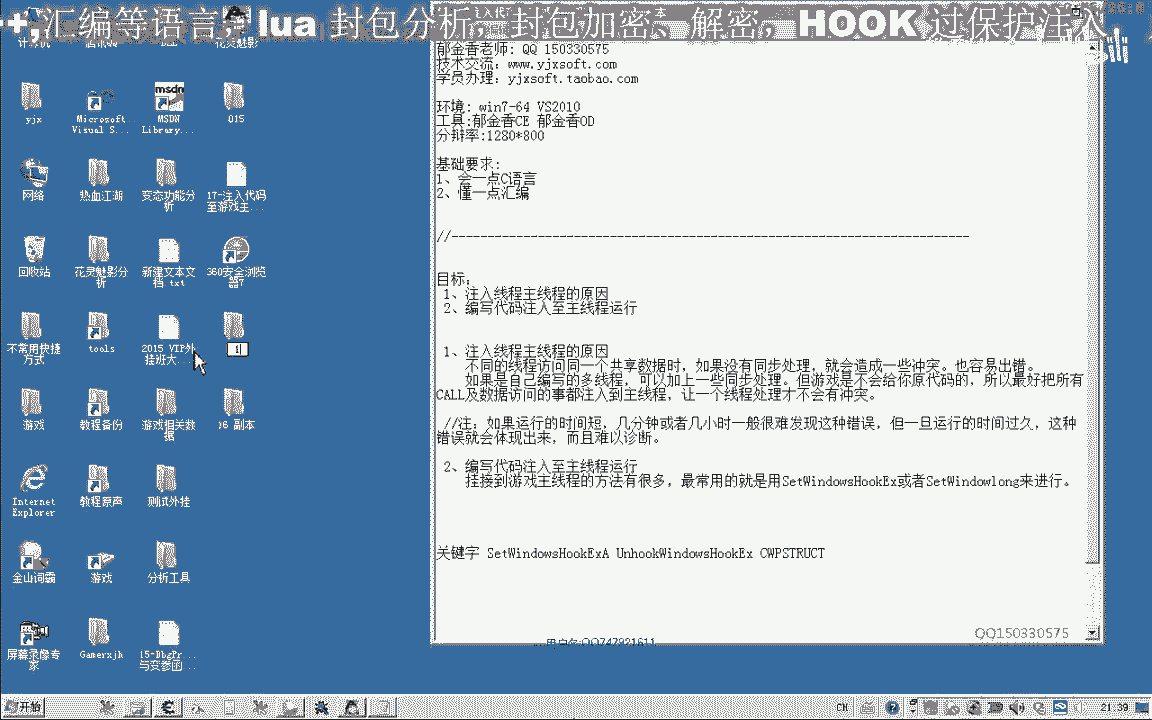 +,汇编等语言，lua 封包分析，封包加密、解密，HOOK 过保护注入
郁金香老师: QQ 150330575
技术交流: www.yjxsoft.com
学员办理: yjxsoft.taobao.com
环境: win7-64 VS2010
工具:郁金香CE 郁金香OD
分辩率:1280*800
基础要求:
1、会一点C语言
2、懂一点汇编
//------------------------------------------------------------------------
目标:
1、注入线程主线程的原因
2、编写代码注入至主线程运行
1、注入线程主线程的原因
不同的线程访问同一个共享数据时，如果没有同步处理，就会造成一些冲突。也容易出错。
如果是自己编写的多线程，可以加上一些同步处理。但游戏是不会给你原代码的，所以最好把所有
CALL及数据访问的事都注入到主线程，让一个线程处理才不会有冲突。
//注：如果运行的时间短，几分钟或者几小时一般很难发现这种错误，但一旦运行的时间过久，这种
错误就会体现出来，而且难以诊断。
2、编写代码注入至主线程运行
挂接到游戏主线程的方法有很多，最常用的就是用SetWindowsHookEx或者SetWindowlong来进行。
关键字 SetWindowsHookExA UnhookWindowsHookEx CWPSTRUCT
QQ150330575
用户名:QQ747921611
yjx
Microsoft
Visual S...
msdn
MSDN
Library...
015
网络
热血江湖
变态功能分
析
17-注入代码
至游戏主...
回收站
花灵魅影分
析
新建文本文
档.txt
360安全浏览
器7
不常用快捷
方式
tools
2015 VIP外
挂班大...
1
游戏
教程备份
游戏相关数
据
16 副本
Internet
Explorer
教程原声
测试外挂
金山词霸
游戏
分析工具
屏幕录像专
家
Gamerxjh
15-DbgPr...
与变参函...
开始
CH
21:39